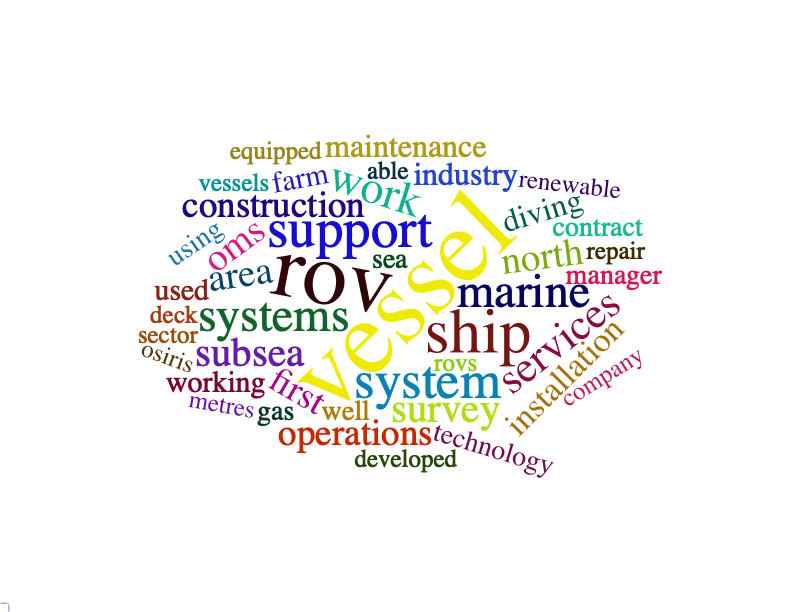 equipped
maintenance
able
industry
renewable
vessels
farm
work
construction
diving
contract
using
oms
support
sea
vessel
north
repair
manager
area
rov
used
marine
deck
systems
ship
services
sector
osiris
subsea
rovs
installation
company
working
first
system
metres
gas
well
survey
operations
technology
developed